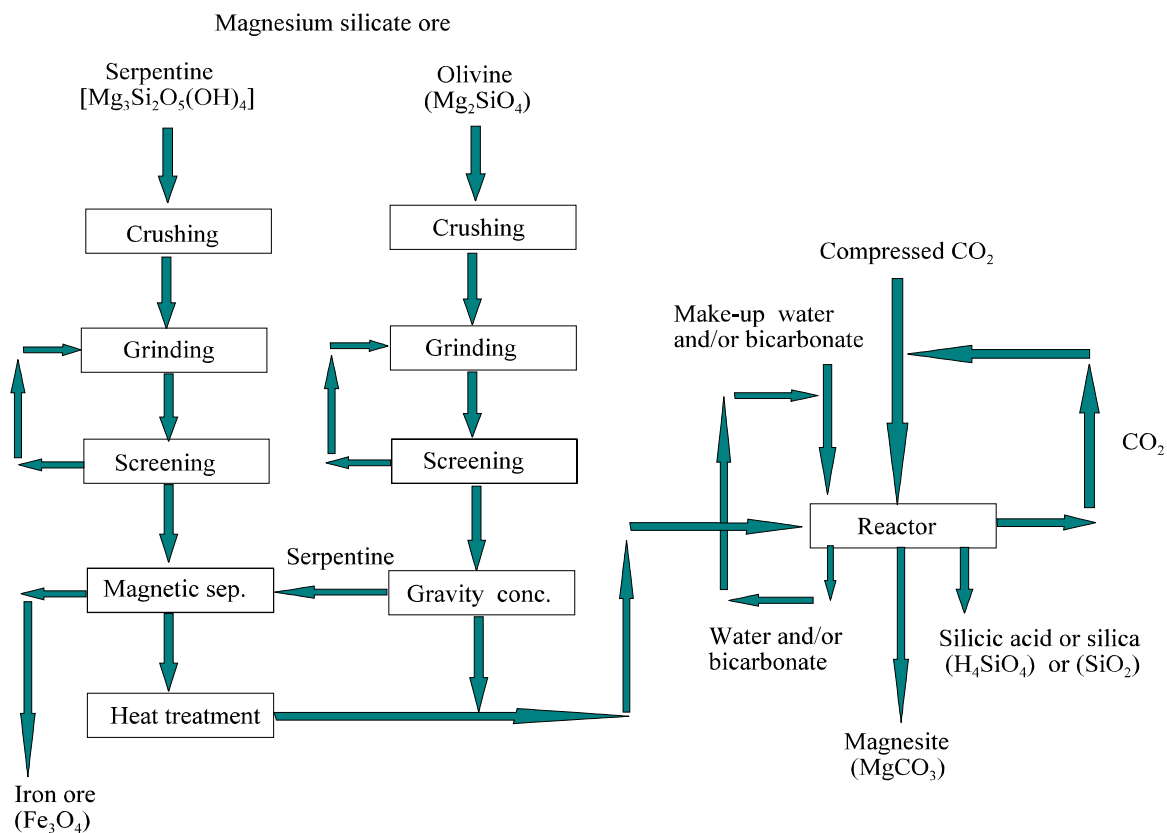 Magnesium silicate ore
Serpentine
[Mg₃Si₂O₅(OH)₄]
Olivine
(Mg₂SiO₄)
Crushing
Crushing
Compressed CO₂
Make-up water
and/or bicarbonate
Grinding
Grinding
CO₂
Screening
Screening
Reactor
Serpentine
Magnetic sep.
Gravity conc.
Water and/or
bicarbonate
Silicic acid or silica
(H₄SiO₄) or (SiO₂)
Heat treatment
Magnesite
(MgCO₃)
Iron ore
(Fe₃O₄)